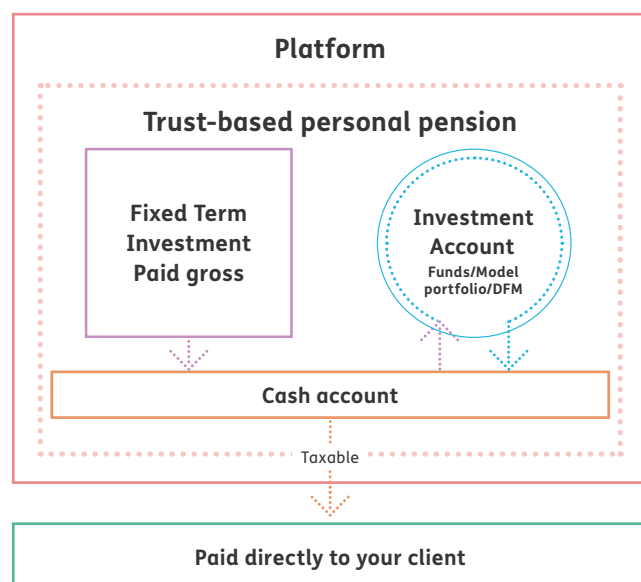 Platform
Trust-based personal pension
Fixed Term
Investment
Paid gross
Investment
Account
Funds/Model
portfolio/DFM
Cash account
Taxable
Paid directly to your client